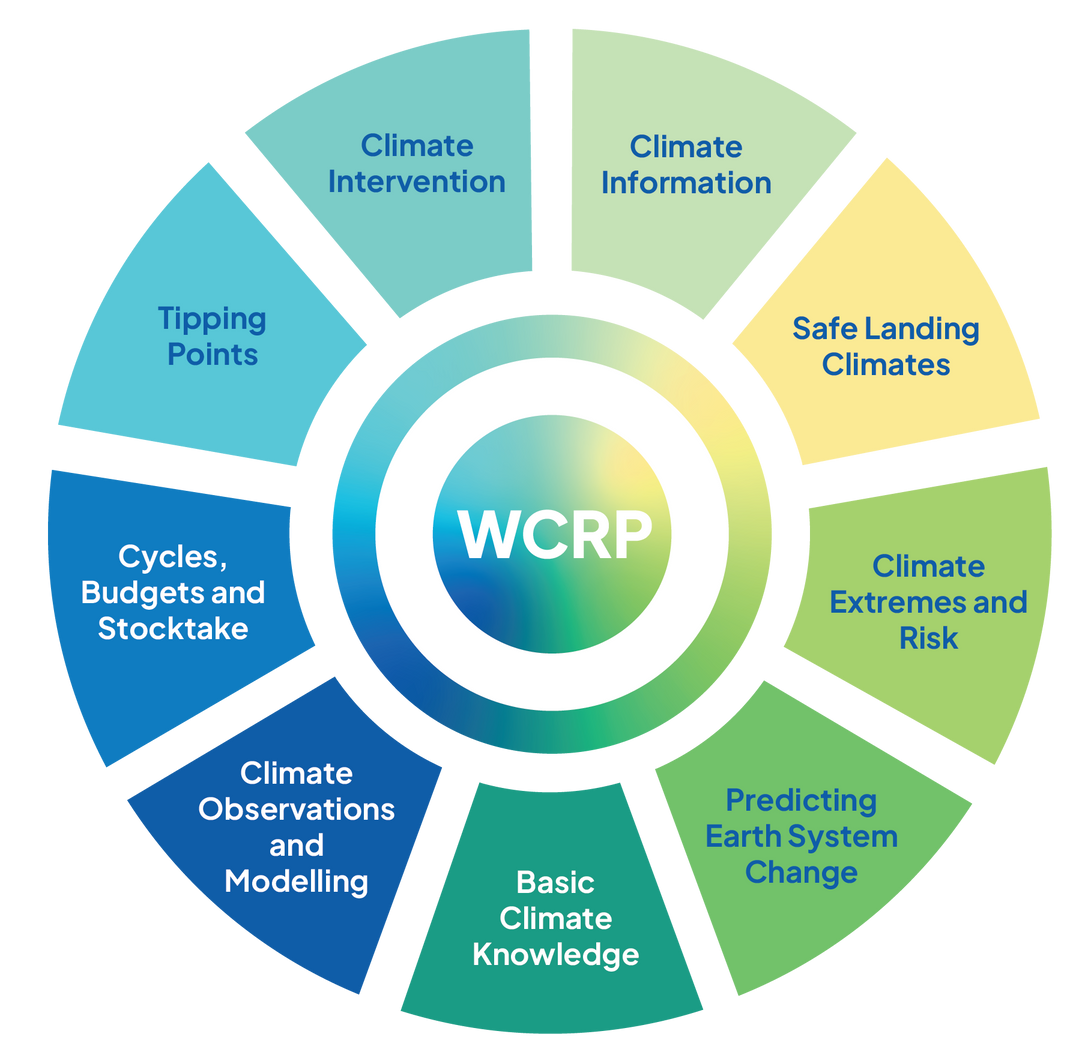 Climate
Intervention
Climate
Information
Safe Landing
Climates
Climate
Extremes and
Risk
Predicting
Earth System
Change
Basic
Climate
Knowledge
Climate
Observations
and
Modelling
Cycles,
Budgets and
Stocktake
Tipping
Points
WCRP